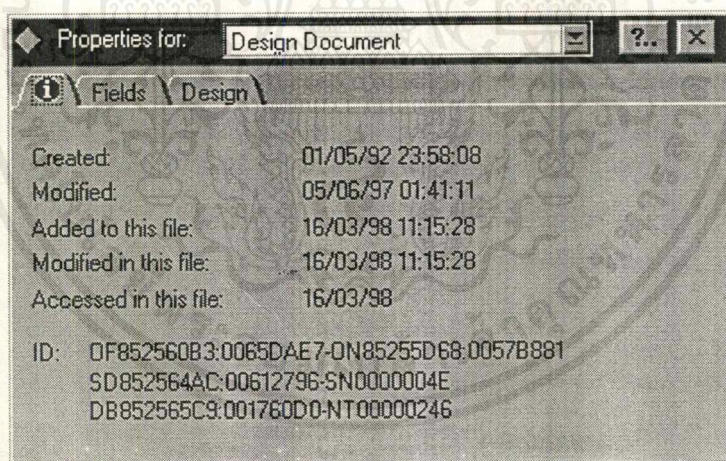 Properties for: Design Document ?.. ×
i Fields Design
Created: 01/05/92 23:58:08
Modified: 05/06/97 01:41:11
Added to this file: 16/03/98 11:15:28
Modified in this file: 16/03/98 11:15:28
Accessed in this file: 16/03/98
ID: OF852560B3:0065DAE7-ON85255D68:0057B881
SD852564AC:00612796-SN0000004E
DB852565C9:001760D0-NT00000246